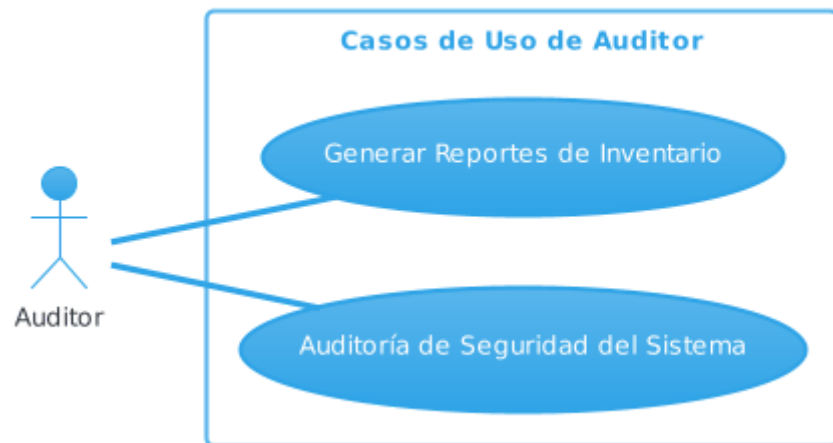 Casos de Uso de Auditor
Generar Reportes de Inventario
Auditor
Auditoría de Seguridad del Sistema